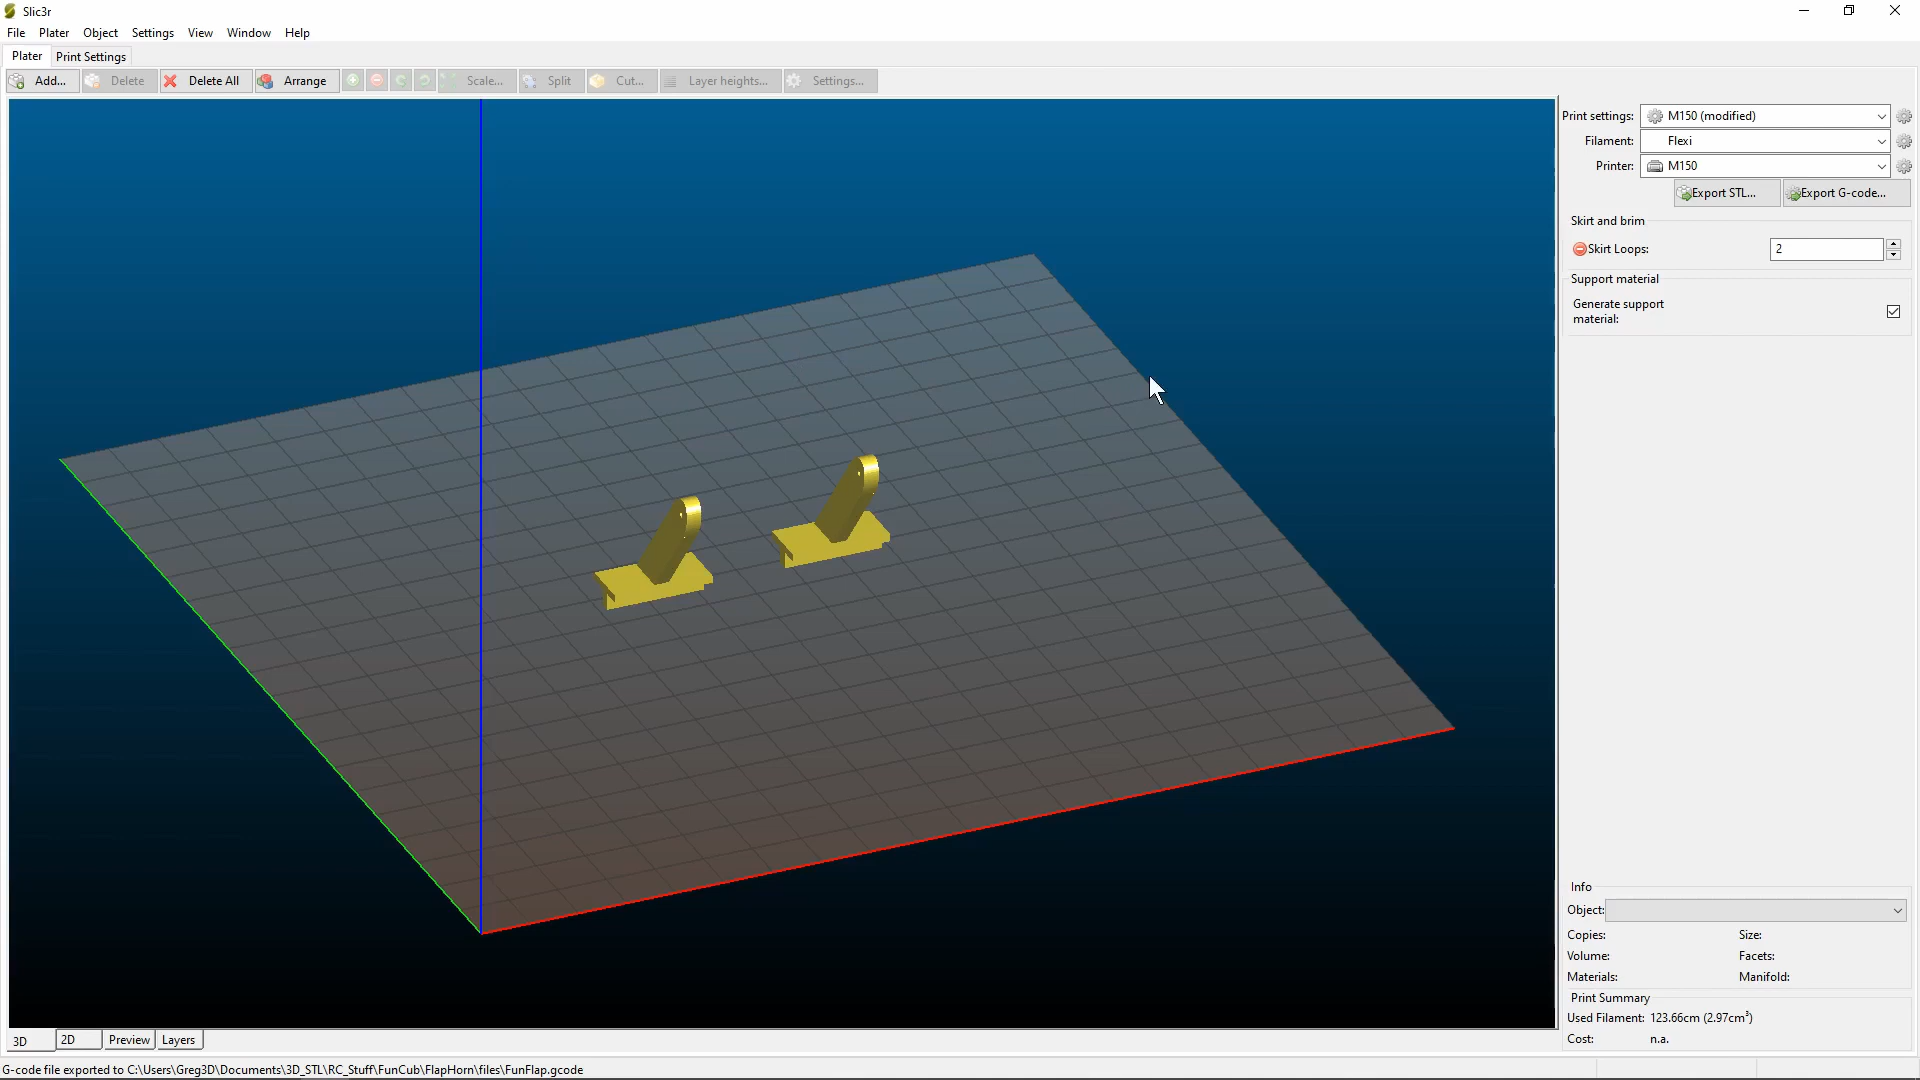 Slic3r
File Plater Object Settings View Window Help
Plater Print Settings
Add... Delete Delete All Arrange Scale... Split Cut... Layer heights... Settings...
Print settings: M150 (modified)
Filament: Flexi
Printer: M150
Export STL... Export G-code...
Skirt and brim
Skirt Loops: 2
Support material
Generate support
material:
Info
Object:
Copies: Size:
Volume: Facets:
Materials: Manifold:
Print Summary
Used Filament: 123.66cm (2.97cm³)
Cost: n.a.
3D 2D Preview Layers
G-code file exported to C:\Users\Greg3D\Documents\3D_STL\RC_Stuff\FunCub\FlapHorn\files\FunFlap.gcode